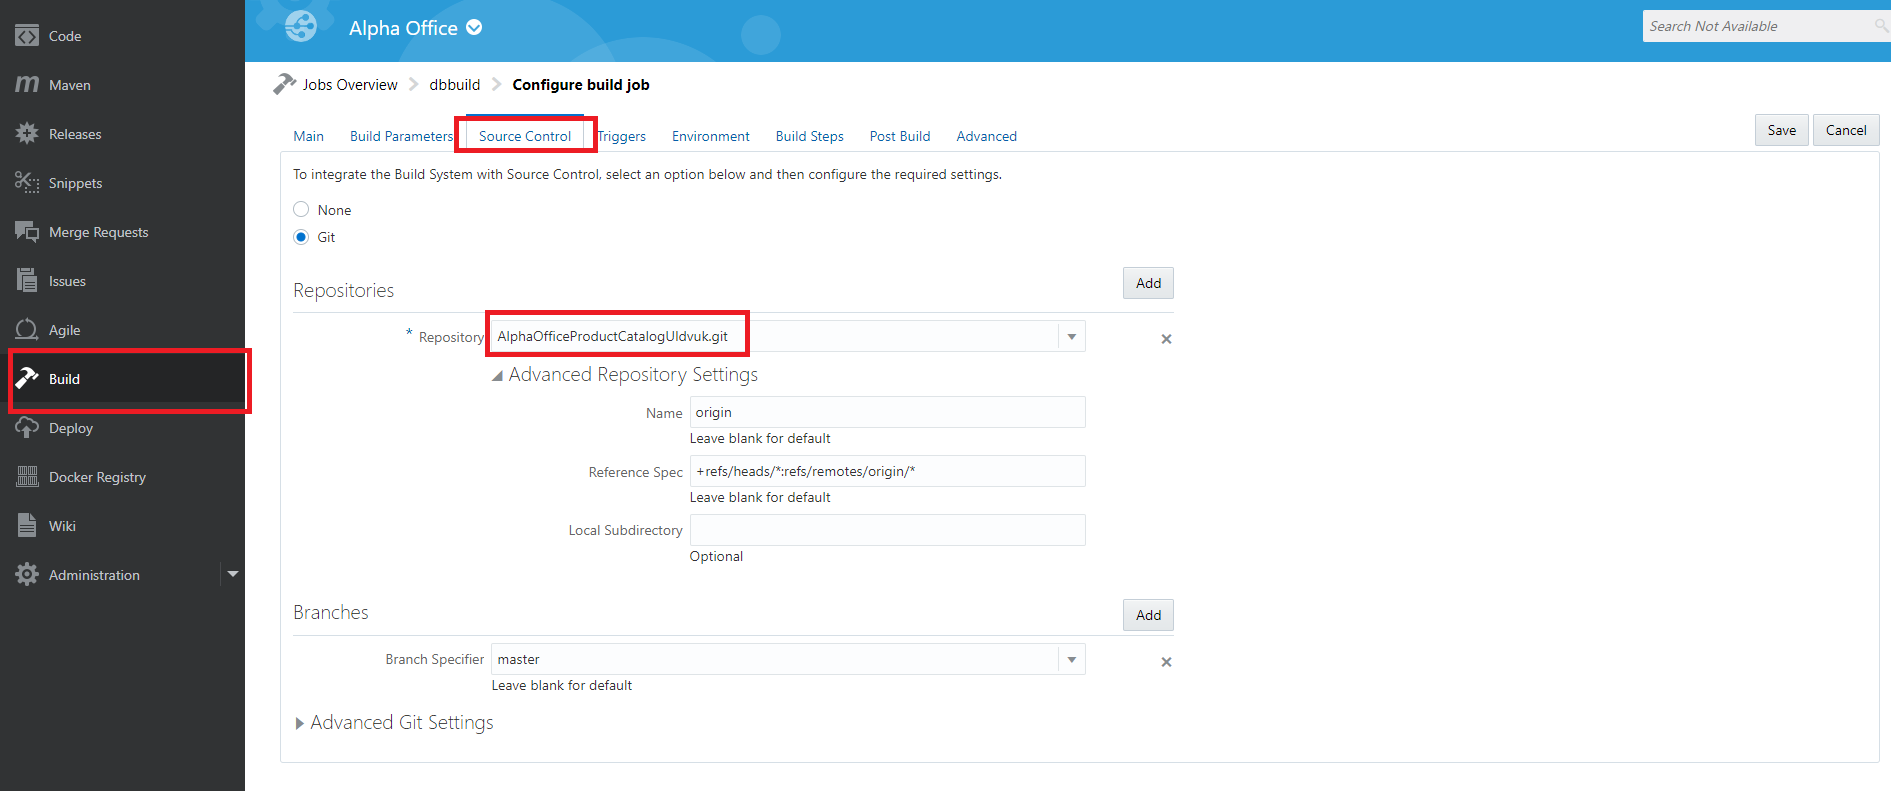 Code
Maven
Releases
Snippets
Merge Requests
Issues
Agile
Build
Deploy
Docker Registry
Wiki
Administration
Alpha Office
Search Not Available
Jobs Overview > dbbuild > Configure build job
Main Build Parameters Source Control Triggers Environment Build Steps Post Build Advanced Save Cancel
To integrate the Build System with Source Control, select an option below and then configure the required settings.
None
Git
Repositories Add
* Repository AlphaOfficeProductCatalogUIdvuk.git ×
Advanced Repository Settings
Name origin
Leave blank for default
Reference Spec +refs/heads/*:refs/remotes/origin/*
Leave blank for default
Local Subdirectory
Optional
Branches Add
Branch Specifier master ×
Leave blank for default
Advanced Git Settings